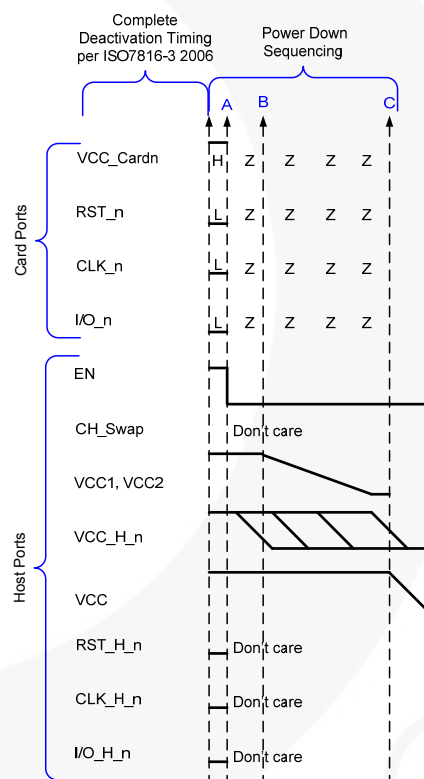 Complete
Deactivation Timing
per ISO7816-3 2006
Power Down
Sequencing
A B C
Card Ports
VCC_Cardn H Z Z Z Z
RST_n L Z Z Z Z
CLK_n L Z Z Z Z
I/O_n L Z Z Z Z
Host Ports
EN
CH_Swap Don't care
VCC1, VCC2
VCC_H_n
VCC
RST_H_n Don't care
CLK_H_n Don't care
I/O_H_n Don't care